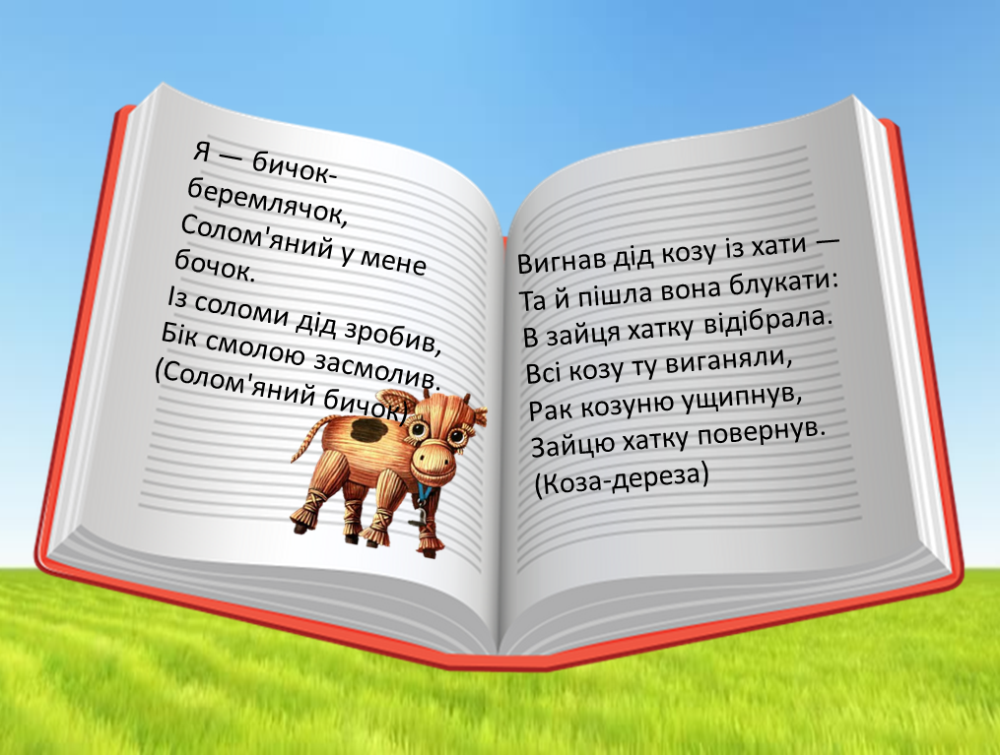 Я — бичок-
беремлячок,
Солом'яний у мене
бочок.
Із соломи дід зробив,
Бік смолою засмолив.
(Солом'яний бичок)
Вигнав дід козу із хати —
Та й пішла вона блукати:
В зайця хатку відібрала.
Всі козу ту виганяли,
Рак козуню ущипнув,
Зайцю хатку повернув.
(Коза-дереза)